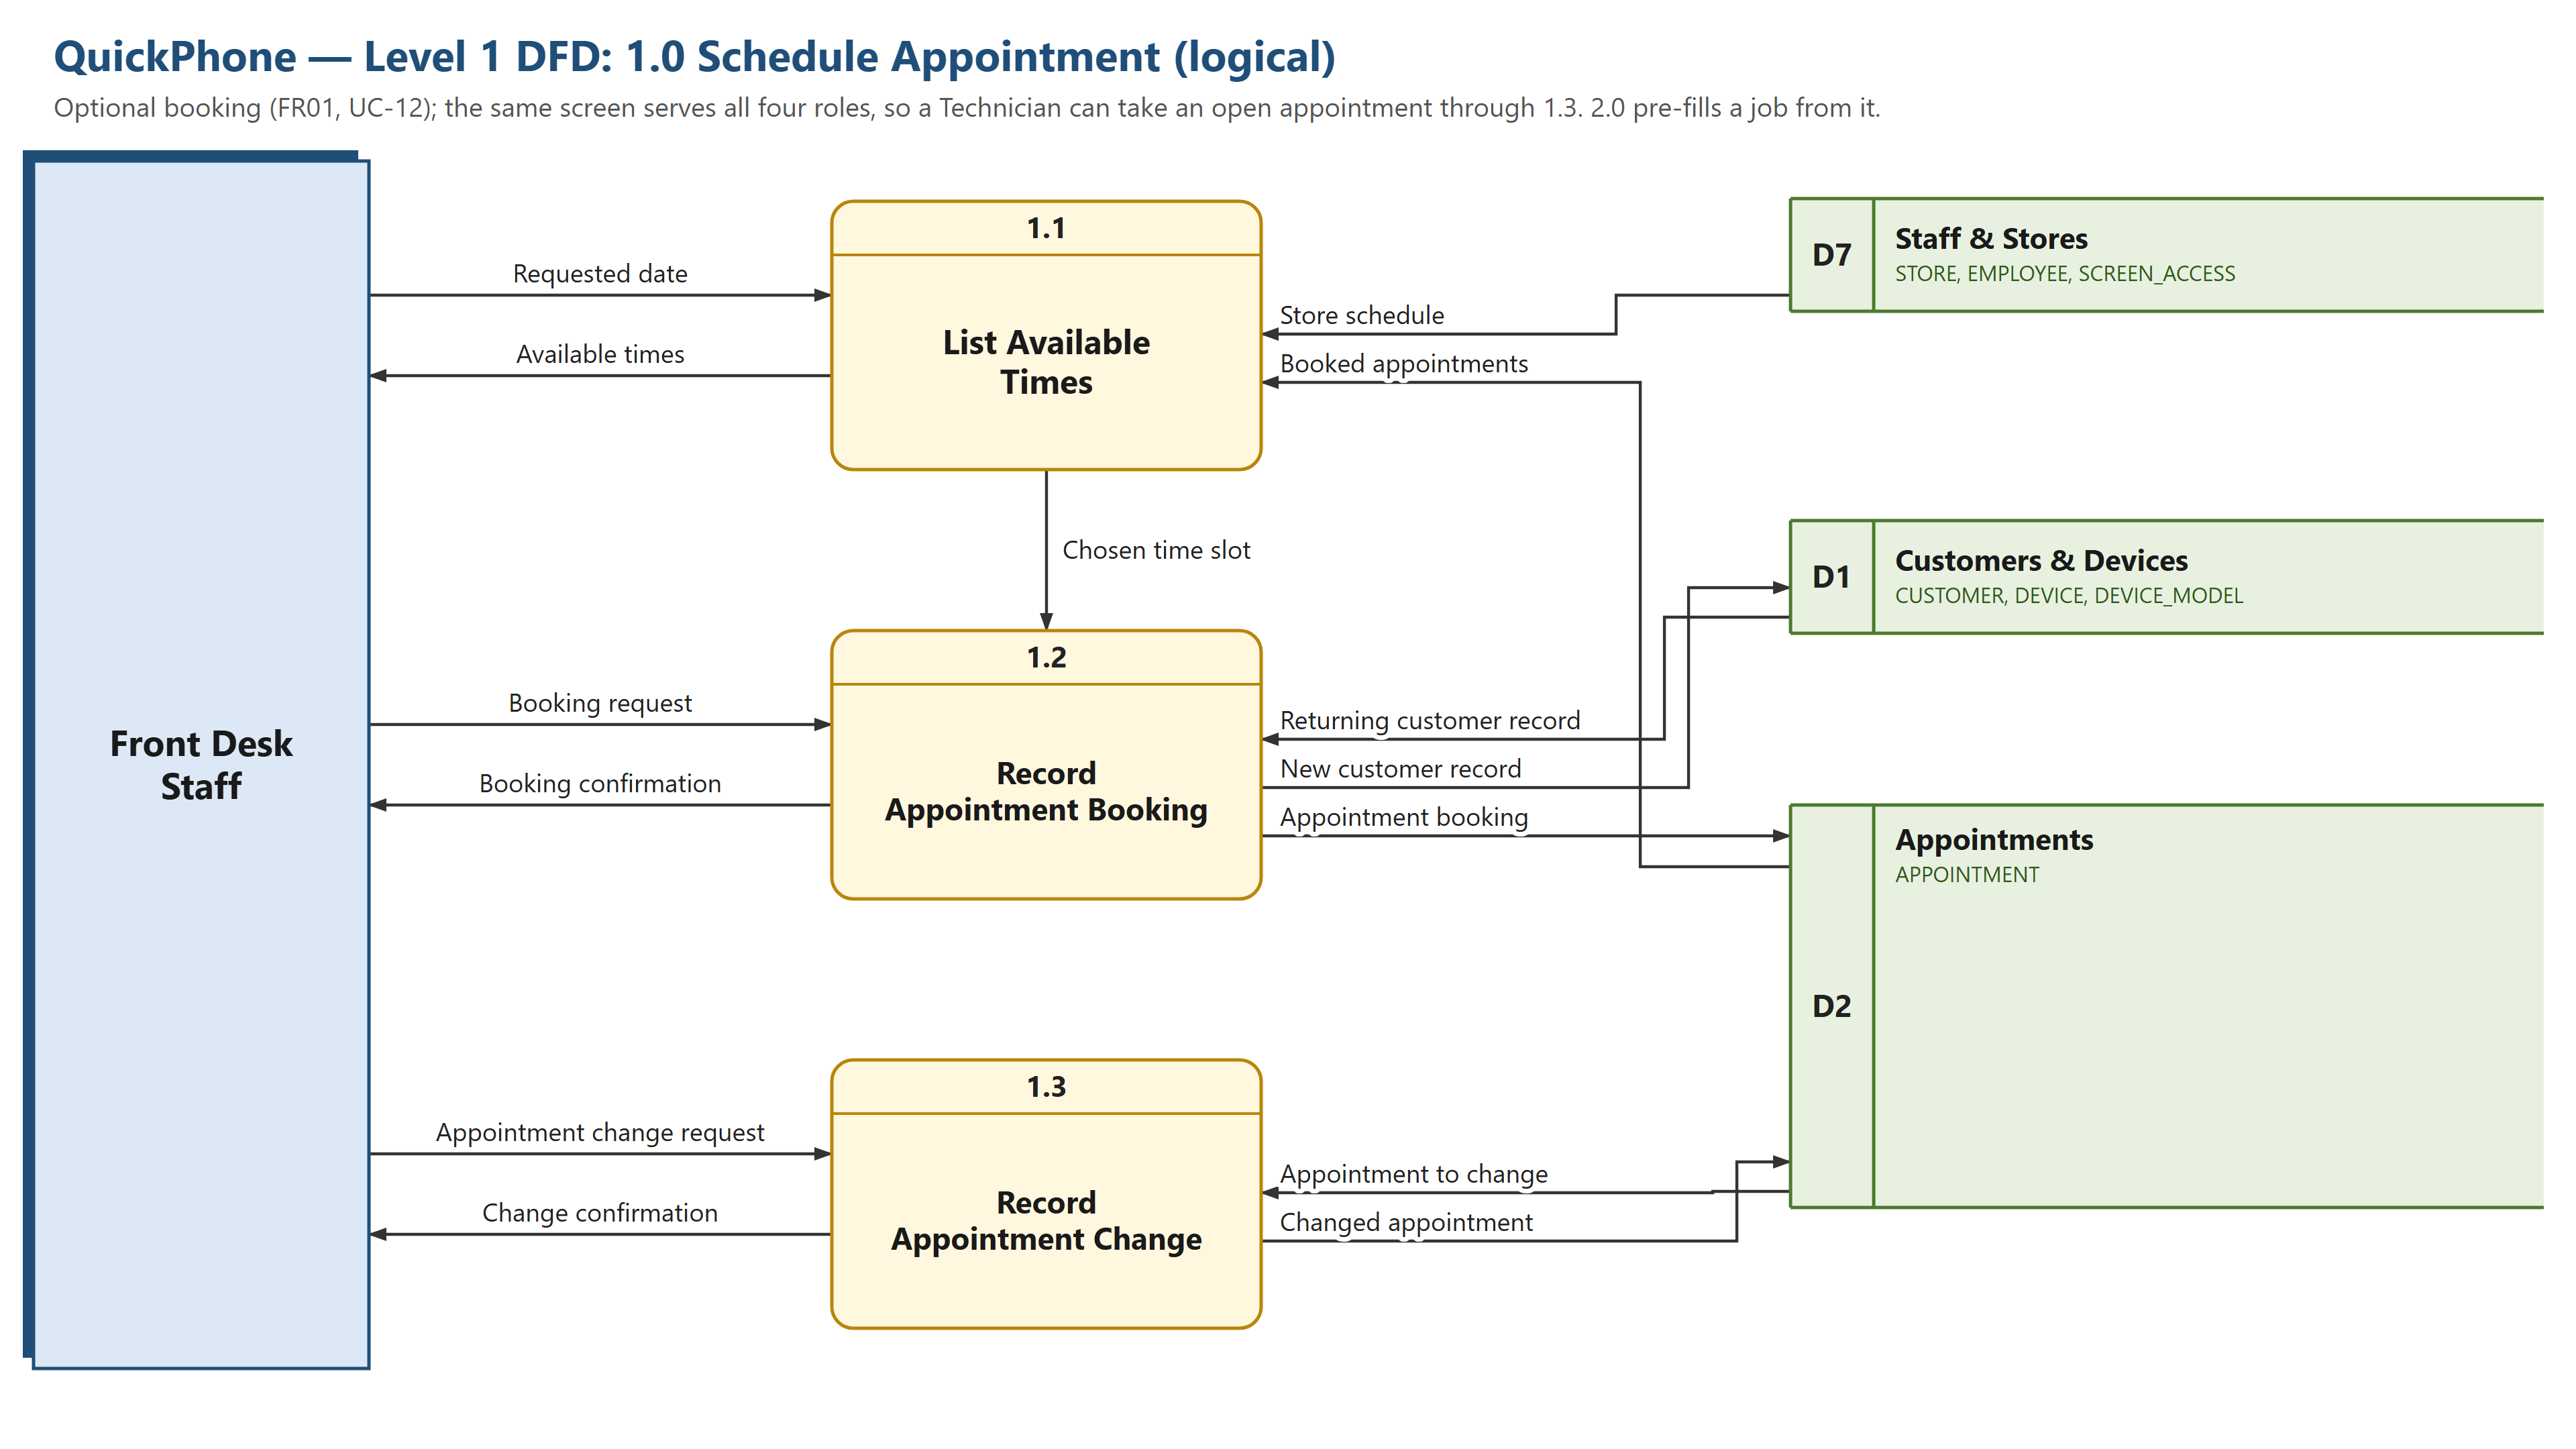 QuickPhone — Level 1 DFD: 1.0 Schedule Appointment (logical)
Optional booking (FR01, UC-12); the same screen serves all four roles, so a Technician can take an open appointment through 1.3. 2.0 pre-fills a job from it.
Front Desk
Staff
Requested date
Available times
1.1
List Available
Times
Store schedule
Booked appointments
D7
Staff & Stores
STORE, EMPLOYEE, SCREEN_ACCESS
Chosen time slot
D1
Customers & Devices
CUSTOMER, DEVICE, DEVICE_MODEL
Booking request
Booking confirmation
1.2
Record
Appointment Booking
Returning customer record
New customer record
Appointment booking
D2
Appointments
APPOINTMENT
Appointment change request
Change confirmation
1.3
Record
Appointment Change
Appointment to change
Changed appointment